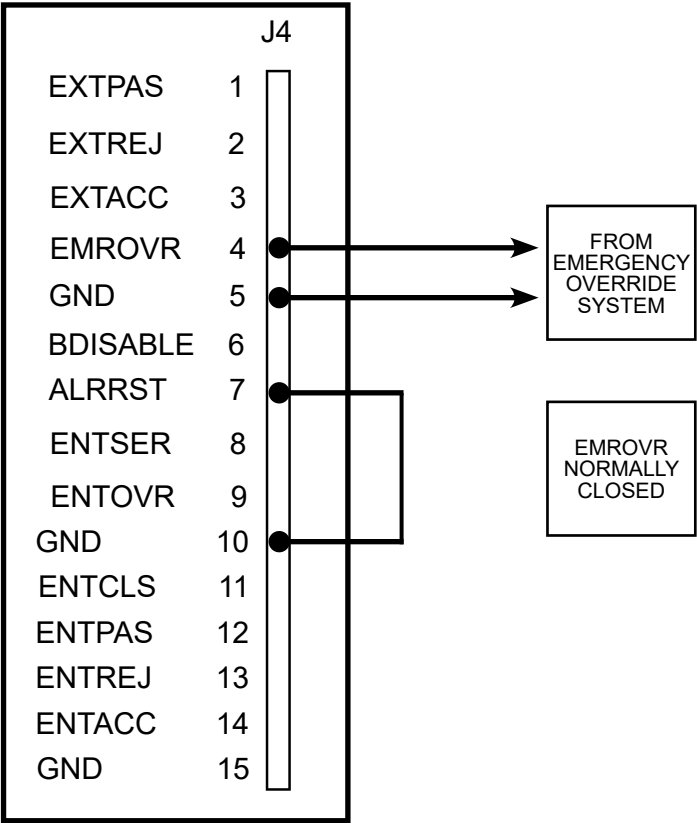 J4
EXTPAS 1
EXTREJ 2
EXTACC 3
EMROVR 4
GND 5
BDISABLE 6
ALRRST 7
ENTSER 8
ENTOVR 9
GND 10
ENTCLS 11
ENTPAS 12
ENTREJ 13
ENTACC 14
GND 15
FROM
EMERGENCY
OVERRIDE
SYSTEM
EMROVR
NORMALLY
CLOSED